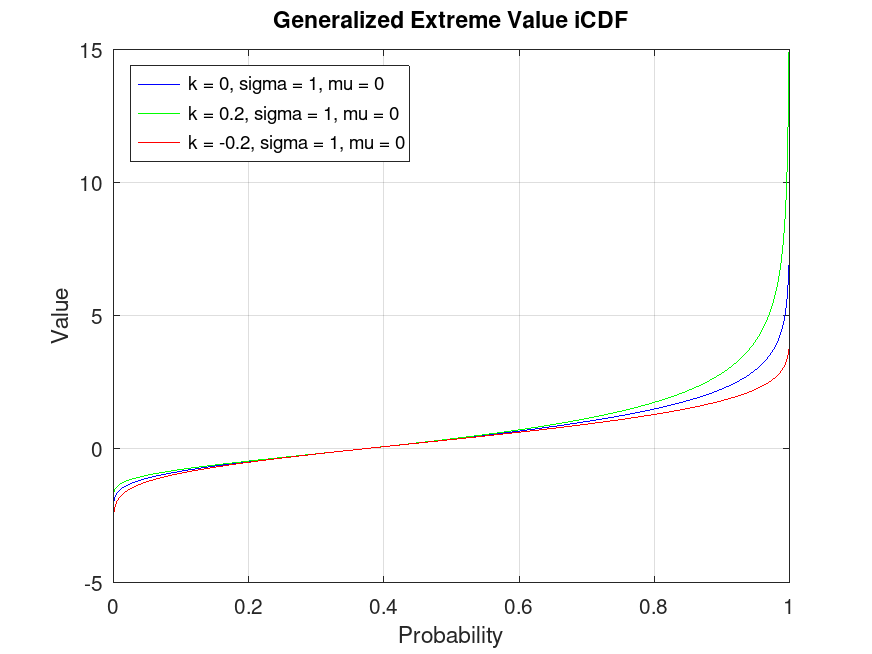 Generalized Extreme Value iCDF
15
k = 0, sigma = 1, mu = 0
k = 0.2, sigma = 1, mu = 0
k = -0.2, sigma = 1, mu = 0
10
5
0
-5
Value
0 0.2 0.4 0.6 0.8 1
Probability